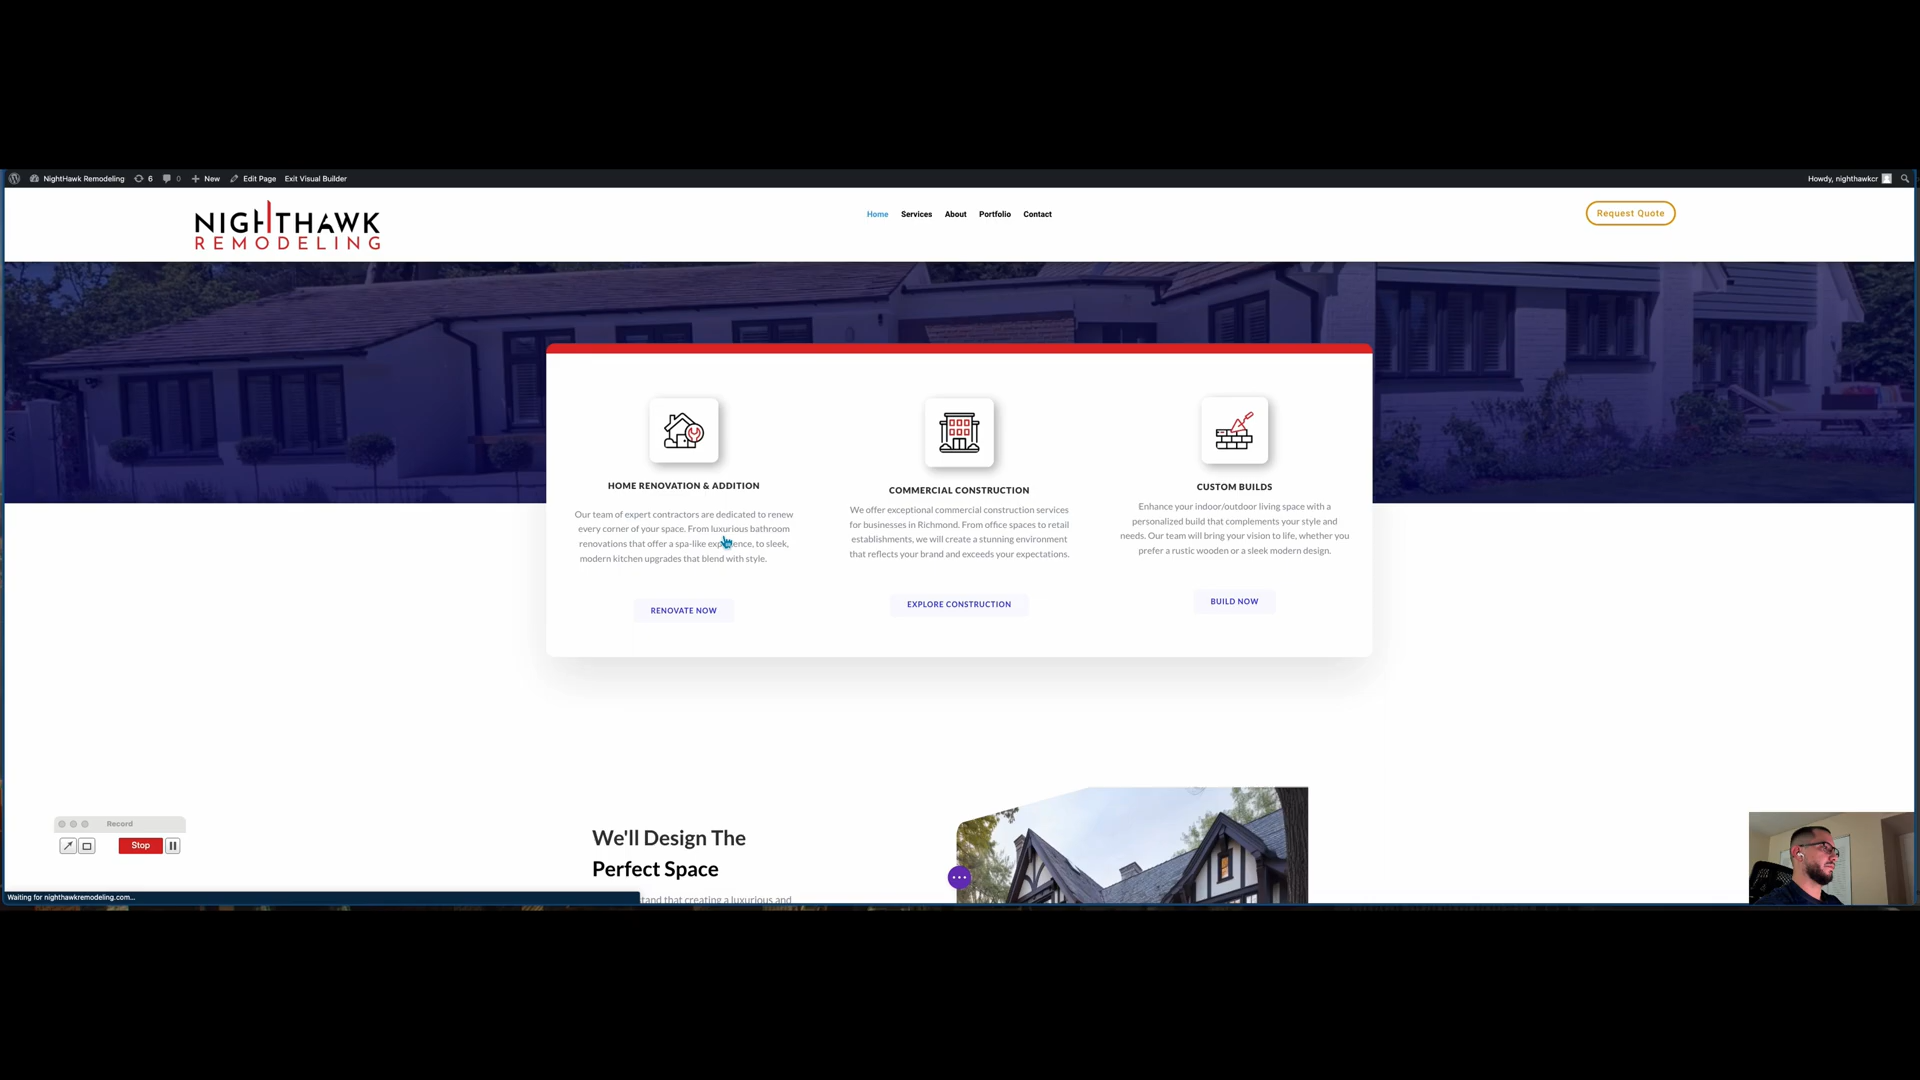 NightHawk Remodeling 6 0 New Edit Page Exit Visual Builder Howdy, nighthawkcr
NIGHTHAWK
REMODELING
Home Services About Portfolio Contact
Request Quote
HOME RENOVATION & ADDITION
Our team of expert contractors are dedicated to renew
every corner of your space. From luxurious bathroom
renovations that offer a spa-like experience, to sleek,
modern kitchen upgrades that blend with style.
RENOVATE NOW
COMMERCIAL CONSTRUCTION
We offer exceptional commercial construction services
for businesses in Richmond. From office spaces to retail
establishments, we will create a stunning environment
that reflects your brand and exceeds your expectations.
EXPLORE CONSTRUCTION
CUSTOM BUILDS
Enhance your indoor/outdoor living space with a
personalized build that complements your style and
needs. Our team will bring your vision to life, whether you
prefer a rustic wooden or a sleek modern design.
BUILD NOW
We'll Design The
Perfect Space
that creating a luxurious and
Record
Stop
Waiting for nighthawkremodeling.com...